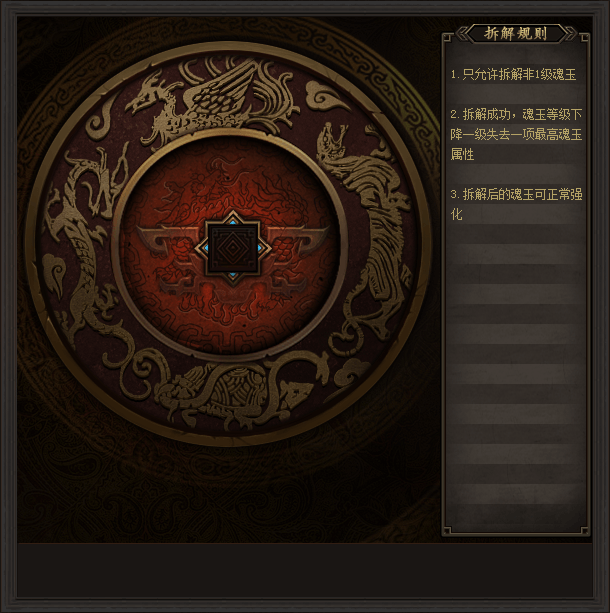 拆解规则
1.只允许拆解非1级魂玉
2.拆解成功，魂玉等级下
降一级失去一项最高魂玉
属性
3.拆解后的魂玉可正常强
化